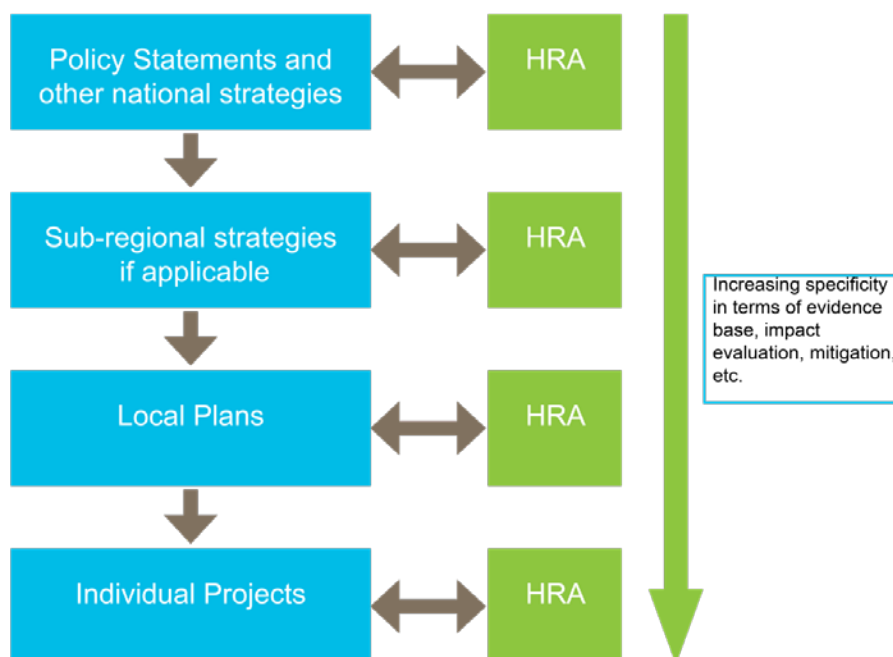 Policy Statements and
other national strategies
HRA
Sub-regional strategies
if applicable
HRA
Increasing specificity
in terms of evidence
base, impact
evaluation, mitigation,
etc.
Local Plans
HRA
Individual Projects
HRA